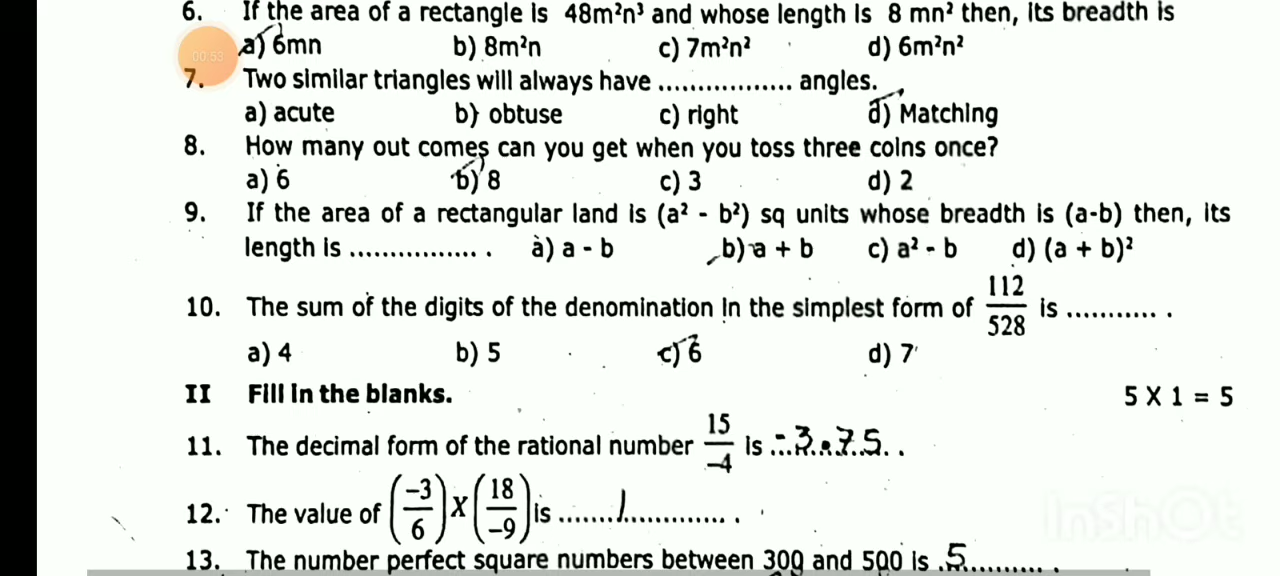 6. If the area of a rectangle is 48m²n³ and whose length is 8 mn² then, its breadth is
00:53
a) 6mn b) 8m²n c) 7m²n² d) 6m²n²
7. Two similar triangles will always have ................. angles.
a) acute b) obtuse c) right d) Matching
8. How many out comes can you get when you toss three coins once?
a) 6 b) 8 c) 3 d) 2
9. If the area of a rectangular land is (a² - b²) sq units whose breadth is (a-b) then, its
length is ................. . a) a - b b) a + b c) a² - b d) (a + b)²
10. The sum of the digits of the denomination in the simplest form of 112/528 is ........... .
a) 4 b) 5 c) 6 d) 7
II Fill in the blanks. 5 X 1 = 5
11. The decimal form of the rational number 15/-4 is -3.75
12. The value of (-3/6) X (18/-9) is .......1............. .
13. The number perfect square numbers between 300 and 500 is .5.......... .
InShOt